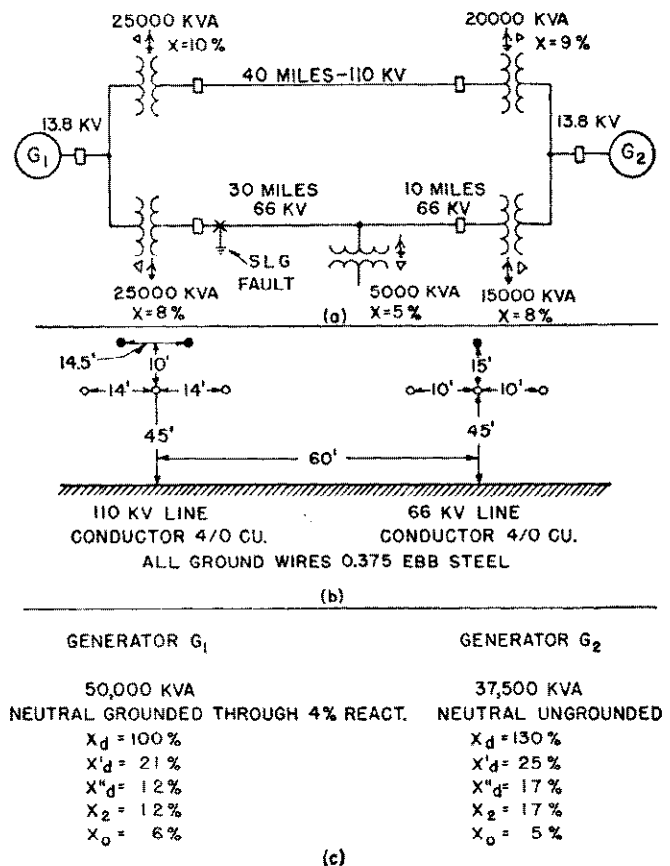 25000 KVA
X=10%
20000 KVA
X=9%
40 MILES-110 KV
13.8 KV
13.8 KV
G1
G2
30 MILES
66 KV
10 MILES
66 KV
S.L.G
FAULT
25000 KVA
X=8%
5000 KVA
X=5%
15000 KVA
X=8%
(a)
14.5'
10'
15'
14'
14'
10'
10'
45'
45'
60'
110 KV LINE
CONDUCTOR 4/0 CU.
66 KV LINE
CONDUCTOR 4/0 CU.
ALL GROUND WIRES 0.375 EBB STEEL
(b)
GENERATOR G1
GENERATOR G2
50,000 KVA
37,500 KVA
NEUTRAL GROUNDED THROUGH 4% REACT.
NEUTRAL UNGROUNDED
Xd = 100%
Xd = 130%
X'd = 21%
X'd = 25%
X"d = 12%
X"d = 17%
X2 = 12%
X2 = 17%
Xo = 6%
Xo = 5%
(c)